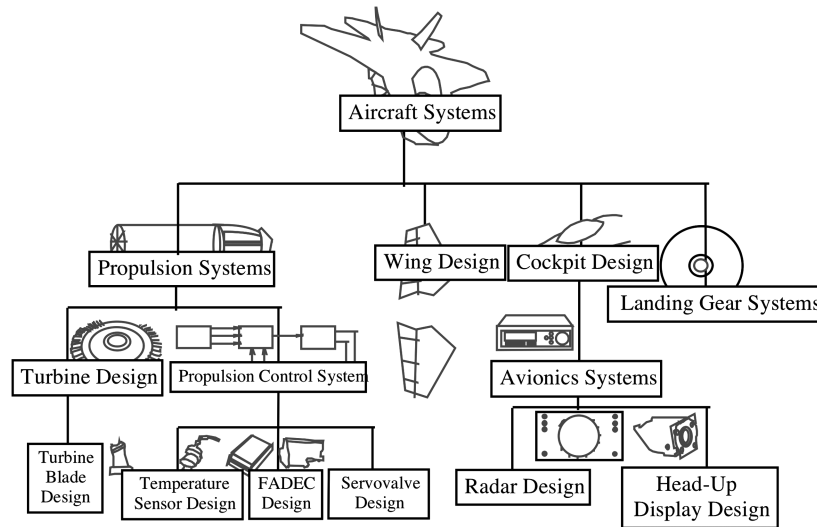 Aircraft Systems
Propulsion Systems
Wing Design
Cockpit Design
Landing Gear Systems
Turbine Design
Propulsion Control System
Avionics Systems
Turbine
Blade
Design
Temperature
Sensor Design
FADEC
Design
Servovalve
Design
Radar Design
Head-Up
Display Design